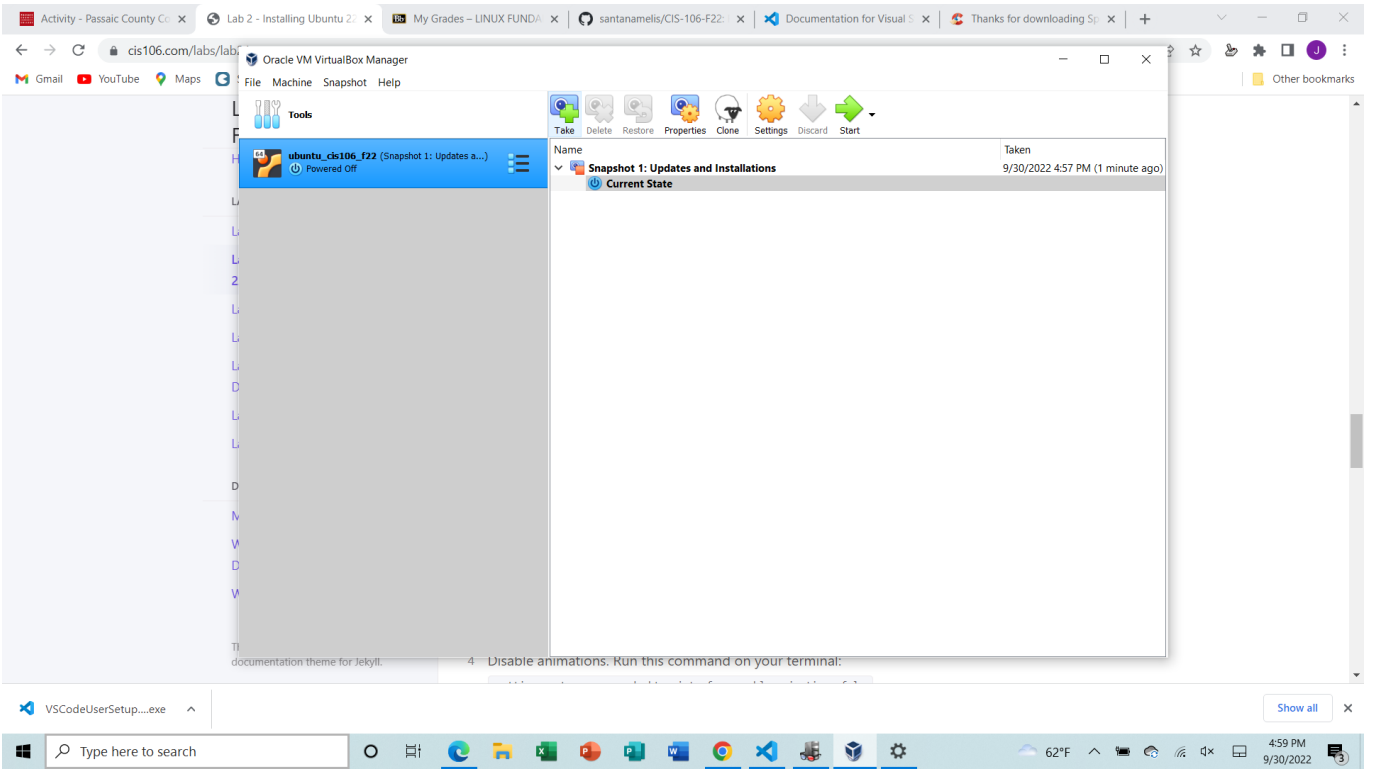 Activity - Passaic County Co
Lab 2 - Installing Ubuntu 22
My Grades – LINUX FUNDA
santanamelis/CIS-106-F22
Documentation for Visual S
Thanks for downloading Sp
cis106.com/labs/lab
J
Gmail
YouTube
Maps
Other bookmarks
Oracle VM VirtualBox Manager
File Machine Snapshot Help
Tools
Take Delete Restore Properties Clone Settings Discard Start
64
ubuntu_cis106_f22 (Snapshot 1: Updates a...)
Powered Off
Name Taken
Snapshot 1: Updates and Installations 9/30/2022 4:57 PM (1 minute ago)
Current State
documentation theme for Jekyll.
4 Disable animations. Run this command on your terminal:
VSCodeUserSetup....exe
Show all
Type here to search
62°F
4:59 PM
9/30/2022
3